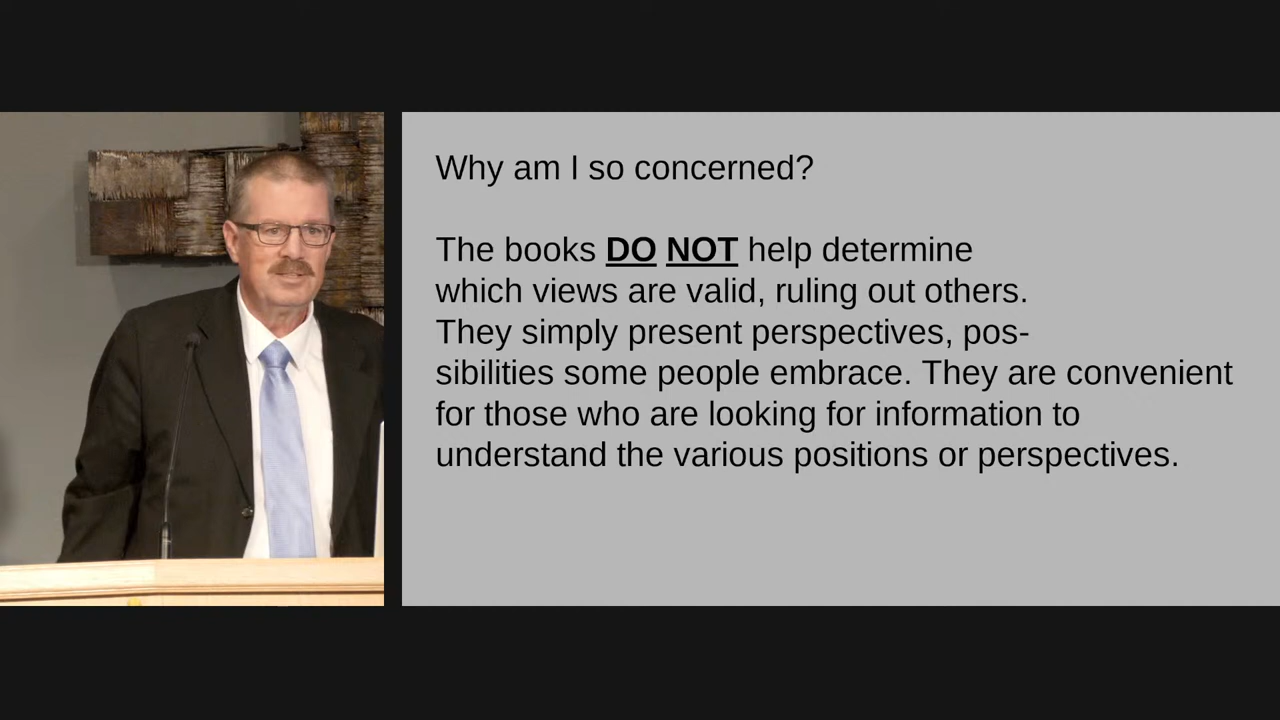 Why am I so concerned?
The books DO NOT help determine
which views are valid, ruling out others.
They simply present perspectives, pos-
sibilities some people embrace. They are convenient
for those who are looking for information to
understand the various positions or perspectives.